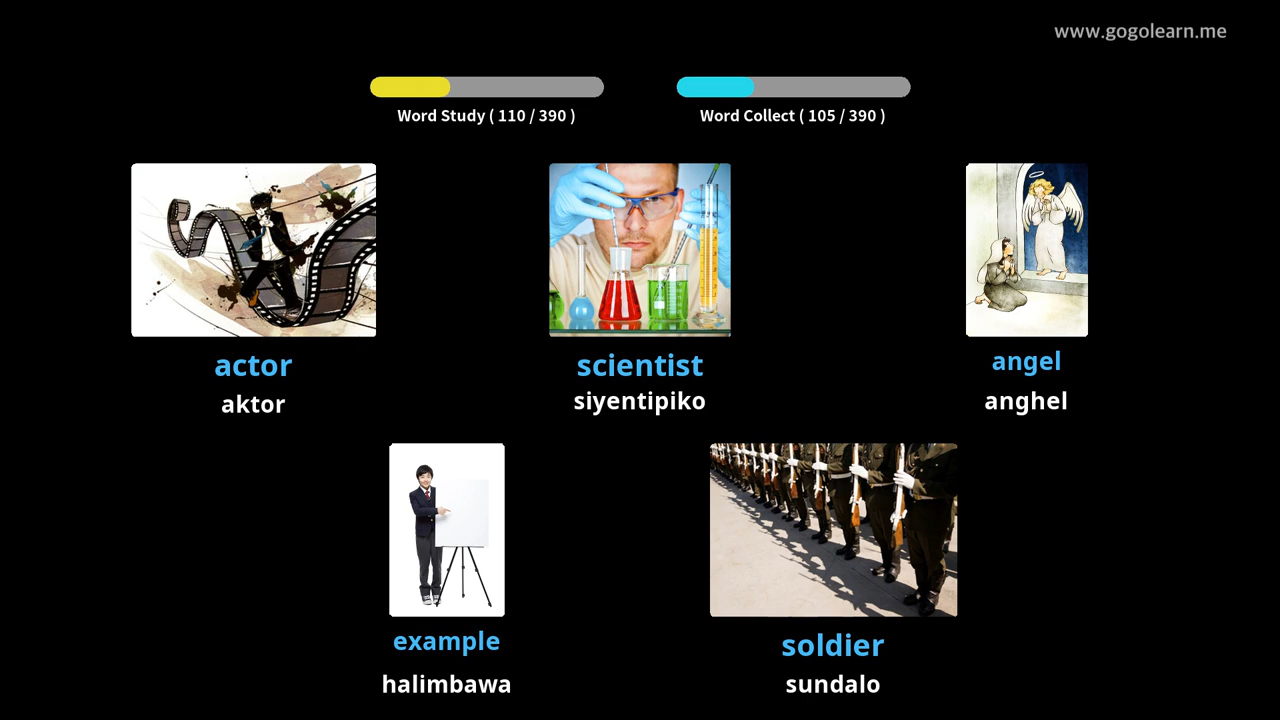 www.gogolearn.me
Word Study ( 110 / 390 )
Word Collect ( 105 / 390 )
actor
aktor
scientist
siyentipiko
angel
anghel
example
halimbawa
soldier
sundalo